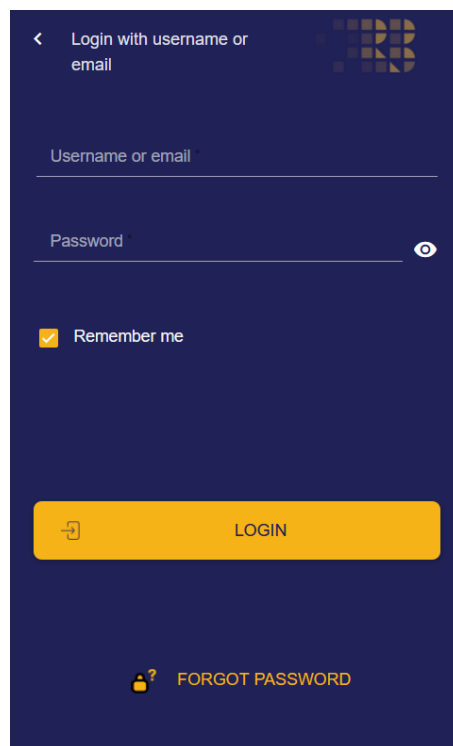 Login with username or
email
Username or email *
Password *
Remember me
LOGIN
?
FORGOT PASSWORD